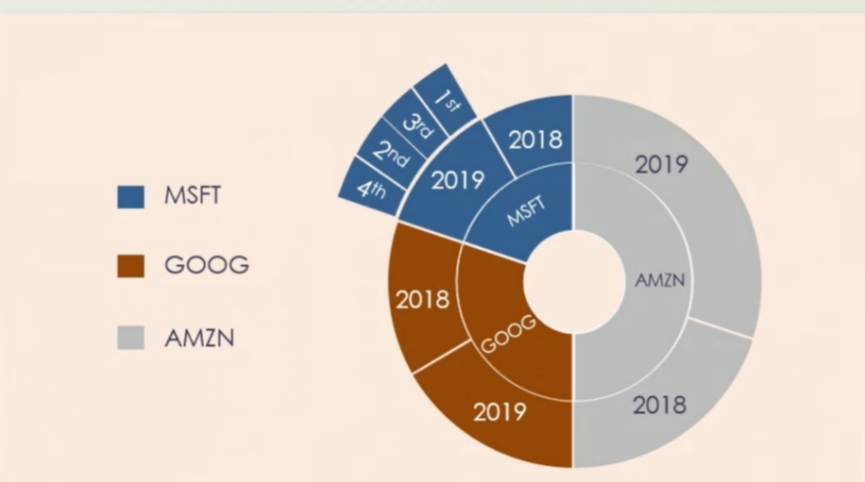 MSFT
GOOG
AMZN
1st
3rd
2nd
4th
2019
2018
MSFT
2019
AMZN
2018
2018
GOOG
2019